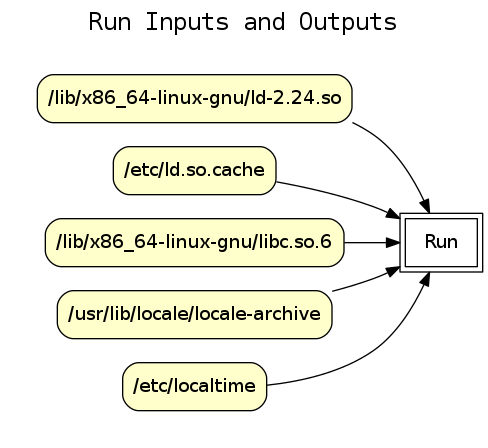 Run Inputs and Outputs
/lib/x86_64-linux-gnu/ld-2.24.so
/etc/ld.so.cache
/lib/x86_64-linux-gnu/libc.so.6
Run
/usr/lib/locale/locale-archive
/etc/localtime